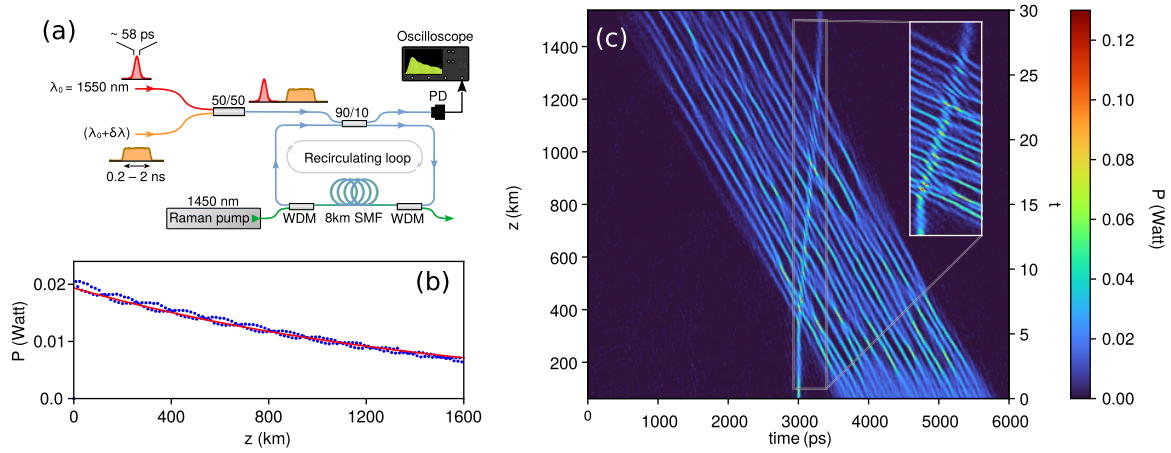 (a)
~ 58 ps
λ₀ = 1550 nm
(λ₀+δλ)
0.2 – 2 ns
50/50
90/10
Oscilloscope
PD
Recirculating loop
1450 nm
Raman pump
WDM
8km SMF
WDM
(b)
P (Watt)
0.02
0.01
0.00
0
400
800
1200
1600
z (km)
(c)
z (km)
1400
1200
1000
800
600
400
200
0
1000
2000
3000
4000
5000
6000
time (ps)
30
25
20
15
10
5
0
t
0.12
0.10
0.08
0.06
0.04
0.02
0.00
P (Watt)